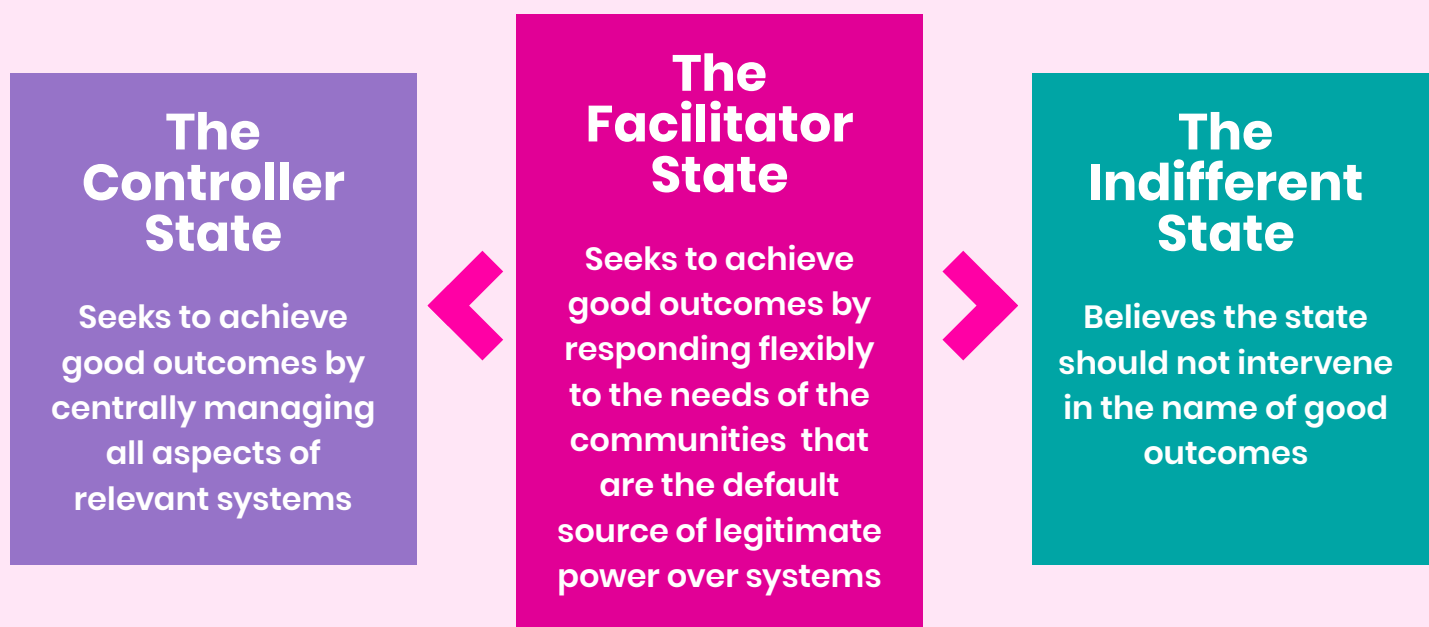 The
Controller
State
Seeks to achieve
good outcomes by
centrally managing
all aspects of
relevant systems
The
Facilitator
State
Seeks to achieve
good outcomes by
responding flexibly
to the needs of the
communities  that
are the default
source of legitimate
power over systems
The
Indifferent
State
Believes the state
should not intervene
in the name of good
outcomes